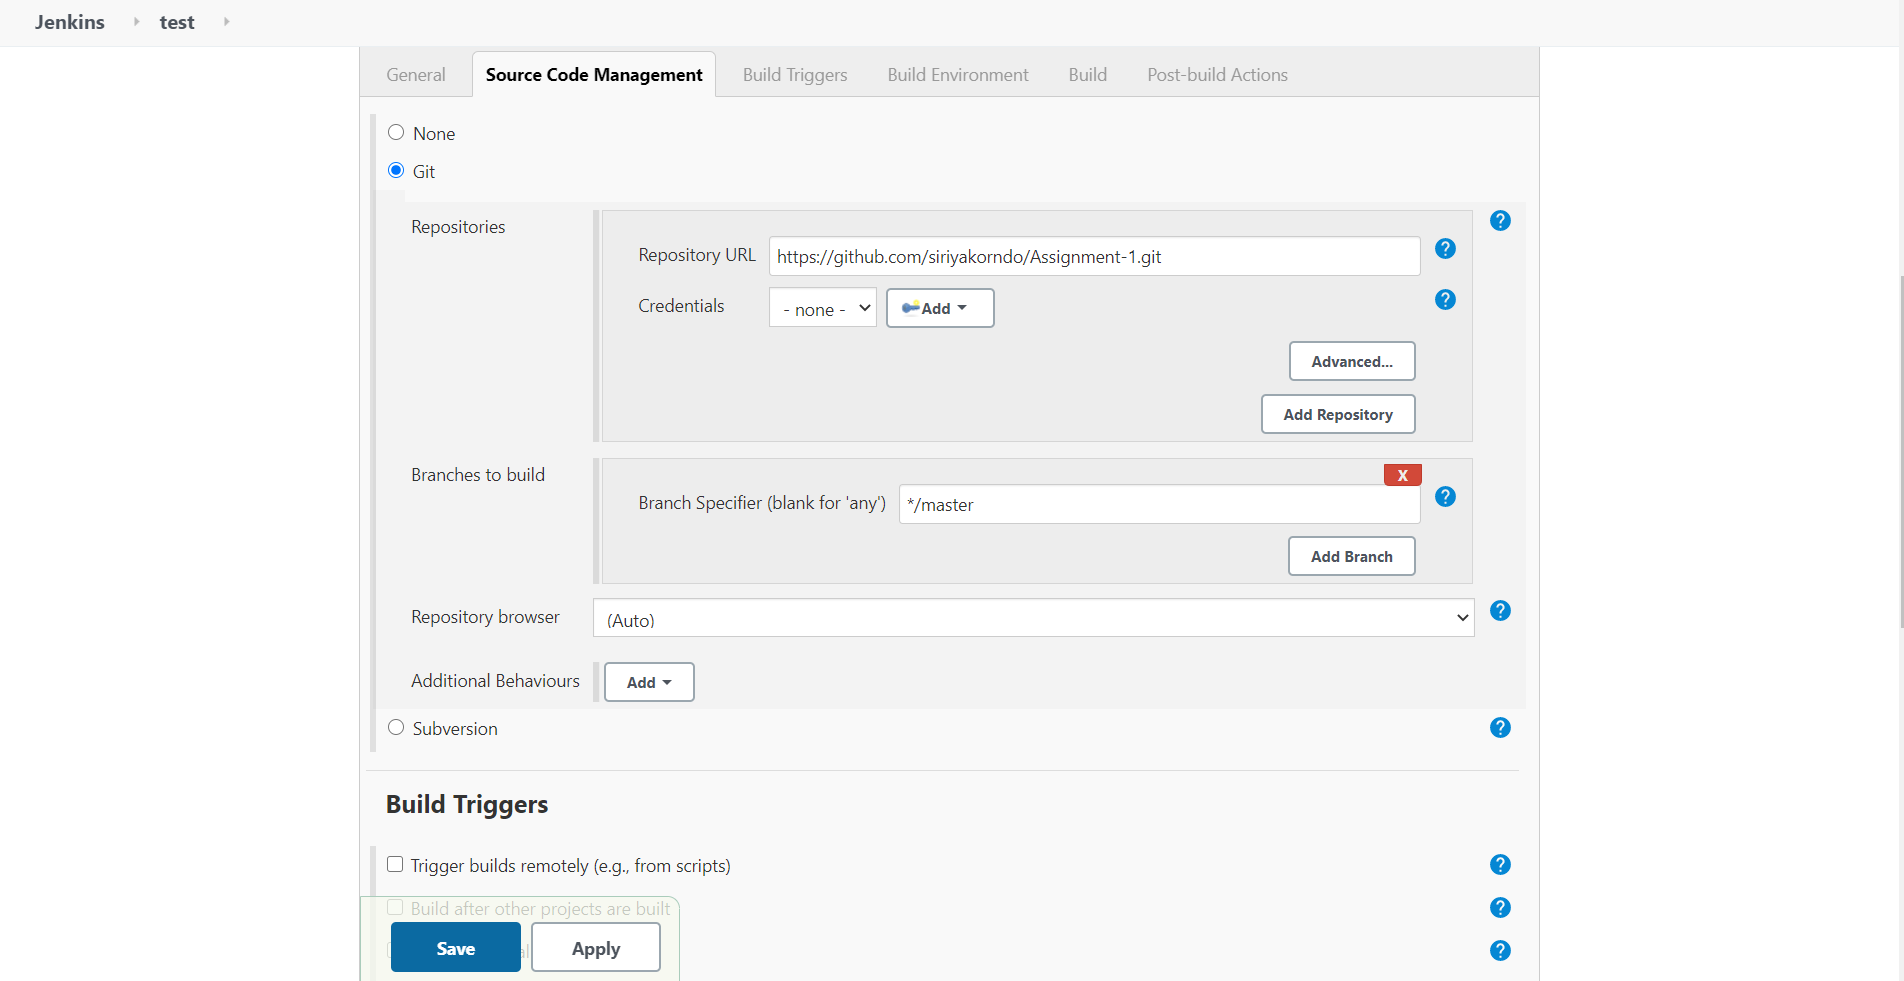 Jenkins test
General Source Code Management Build Triggers Build Environment Build Post-build Actions
None
Git
Repositories
?
Repository URL https://github.com/siriyakorndo/Assignment-1.git ?
Credentials - none - Add ?
Advanced...
Add Repository
Branches to build
X
Branch Specifier (blank for 'any') */master ?
Add Branch
Repository browser (Auto) ?
Additional Behaviours Add
Subversion ?
Build Triggers
Trigger builds remotely (e.g., from scripts) ?
Build after other projects are built ?
Save Apply ?